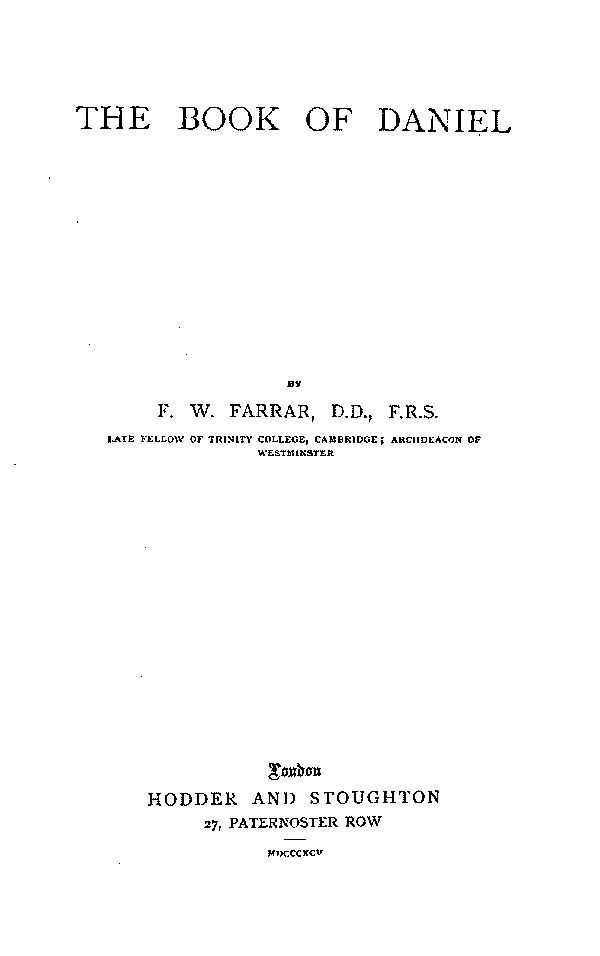 THE BOOK OF DANIEL
BY
F. W. FARRAR, D.D., F.R.S.
LATE FELLOW OF TRINITY COLLEGE, CAMBRIDGE; ARCHDEACON OF
WESTMINSTER
London
HODDER AND STOUGHTON
27, PATERNOSTER ROW
MDCCCXCV